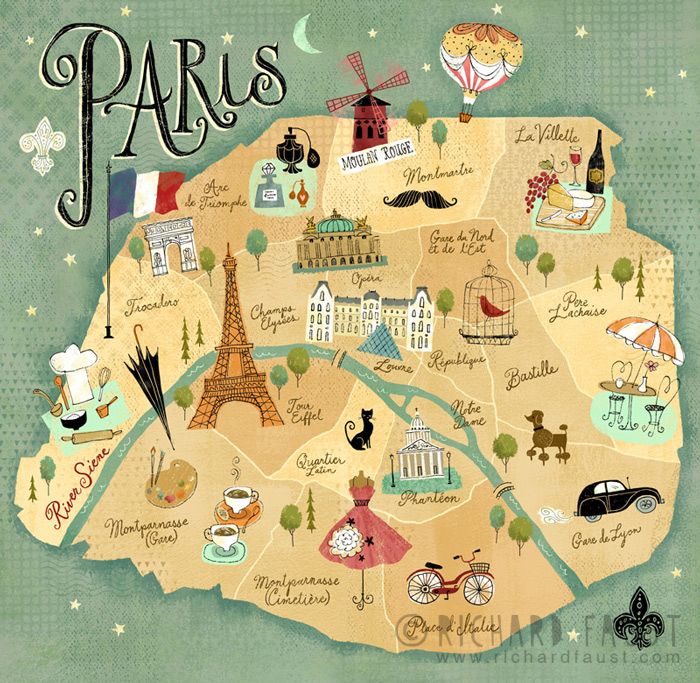 PARIS
MOULAN ROUGE
Montmartre
La Villette
Arc
de Triomphe
Gare du Nord
et de l'Est
Opéra
Trocadero
Champs
Elysées
Louvre
République
Père
Lachaise
Bastille
Tour
Eiffel
Notre
Dame
Quartier
Latin
River Siene
Phantéon
Montparnasse
(Gare)
Gare de Lyon
Montparnasse
(Cimetière)
Place d'Italie
© RICHARD FAUST
www.richardfaust.com